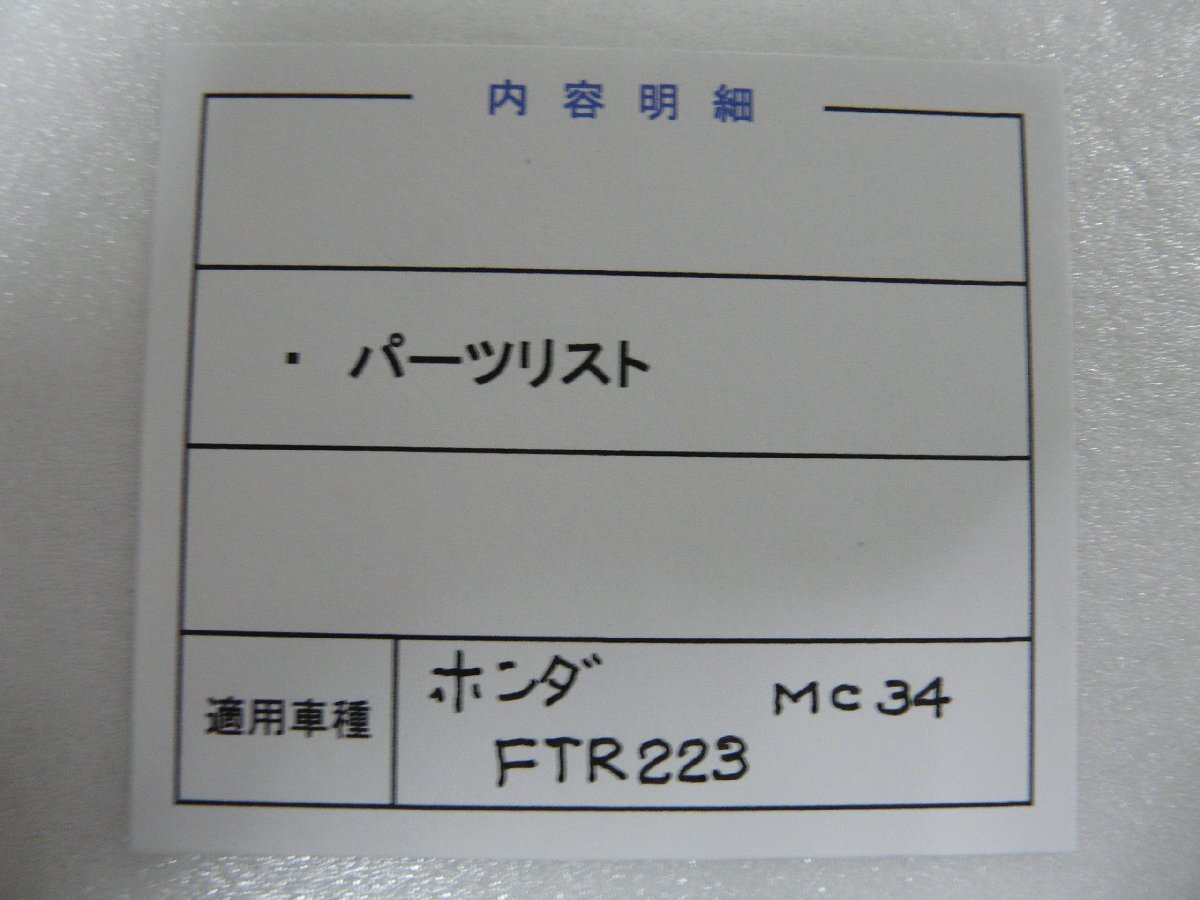 内容明細
・パーツリスト
適用車種
ホンダ MC34
FTR223